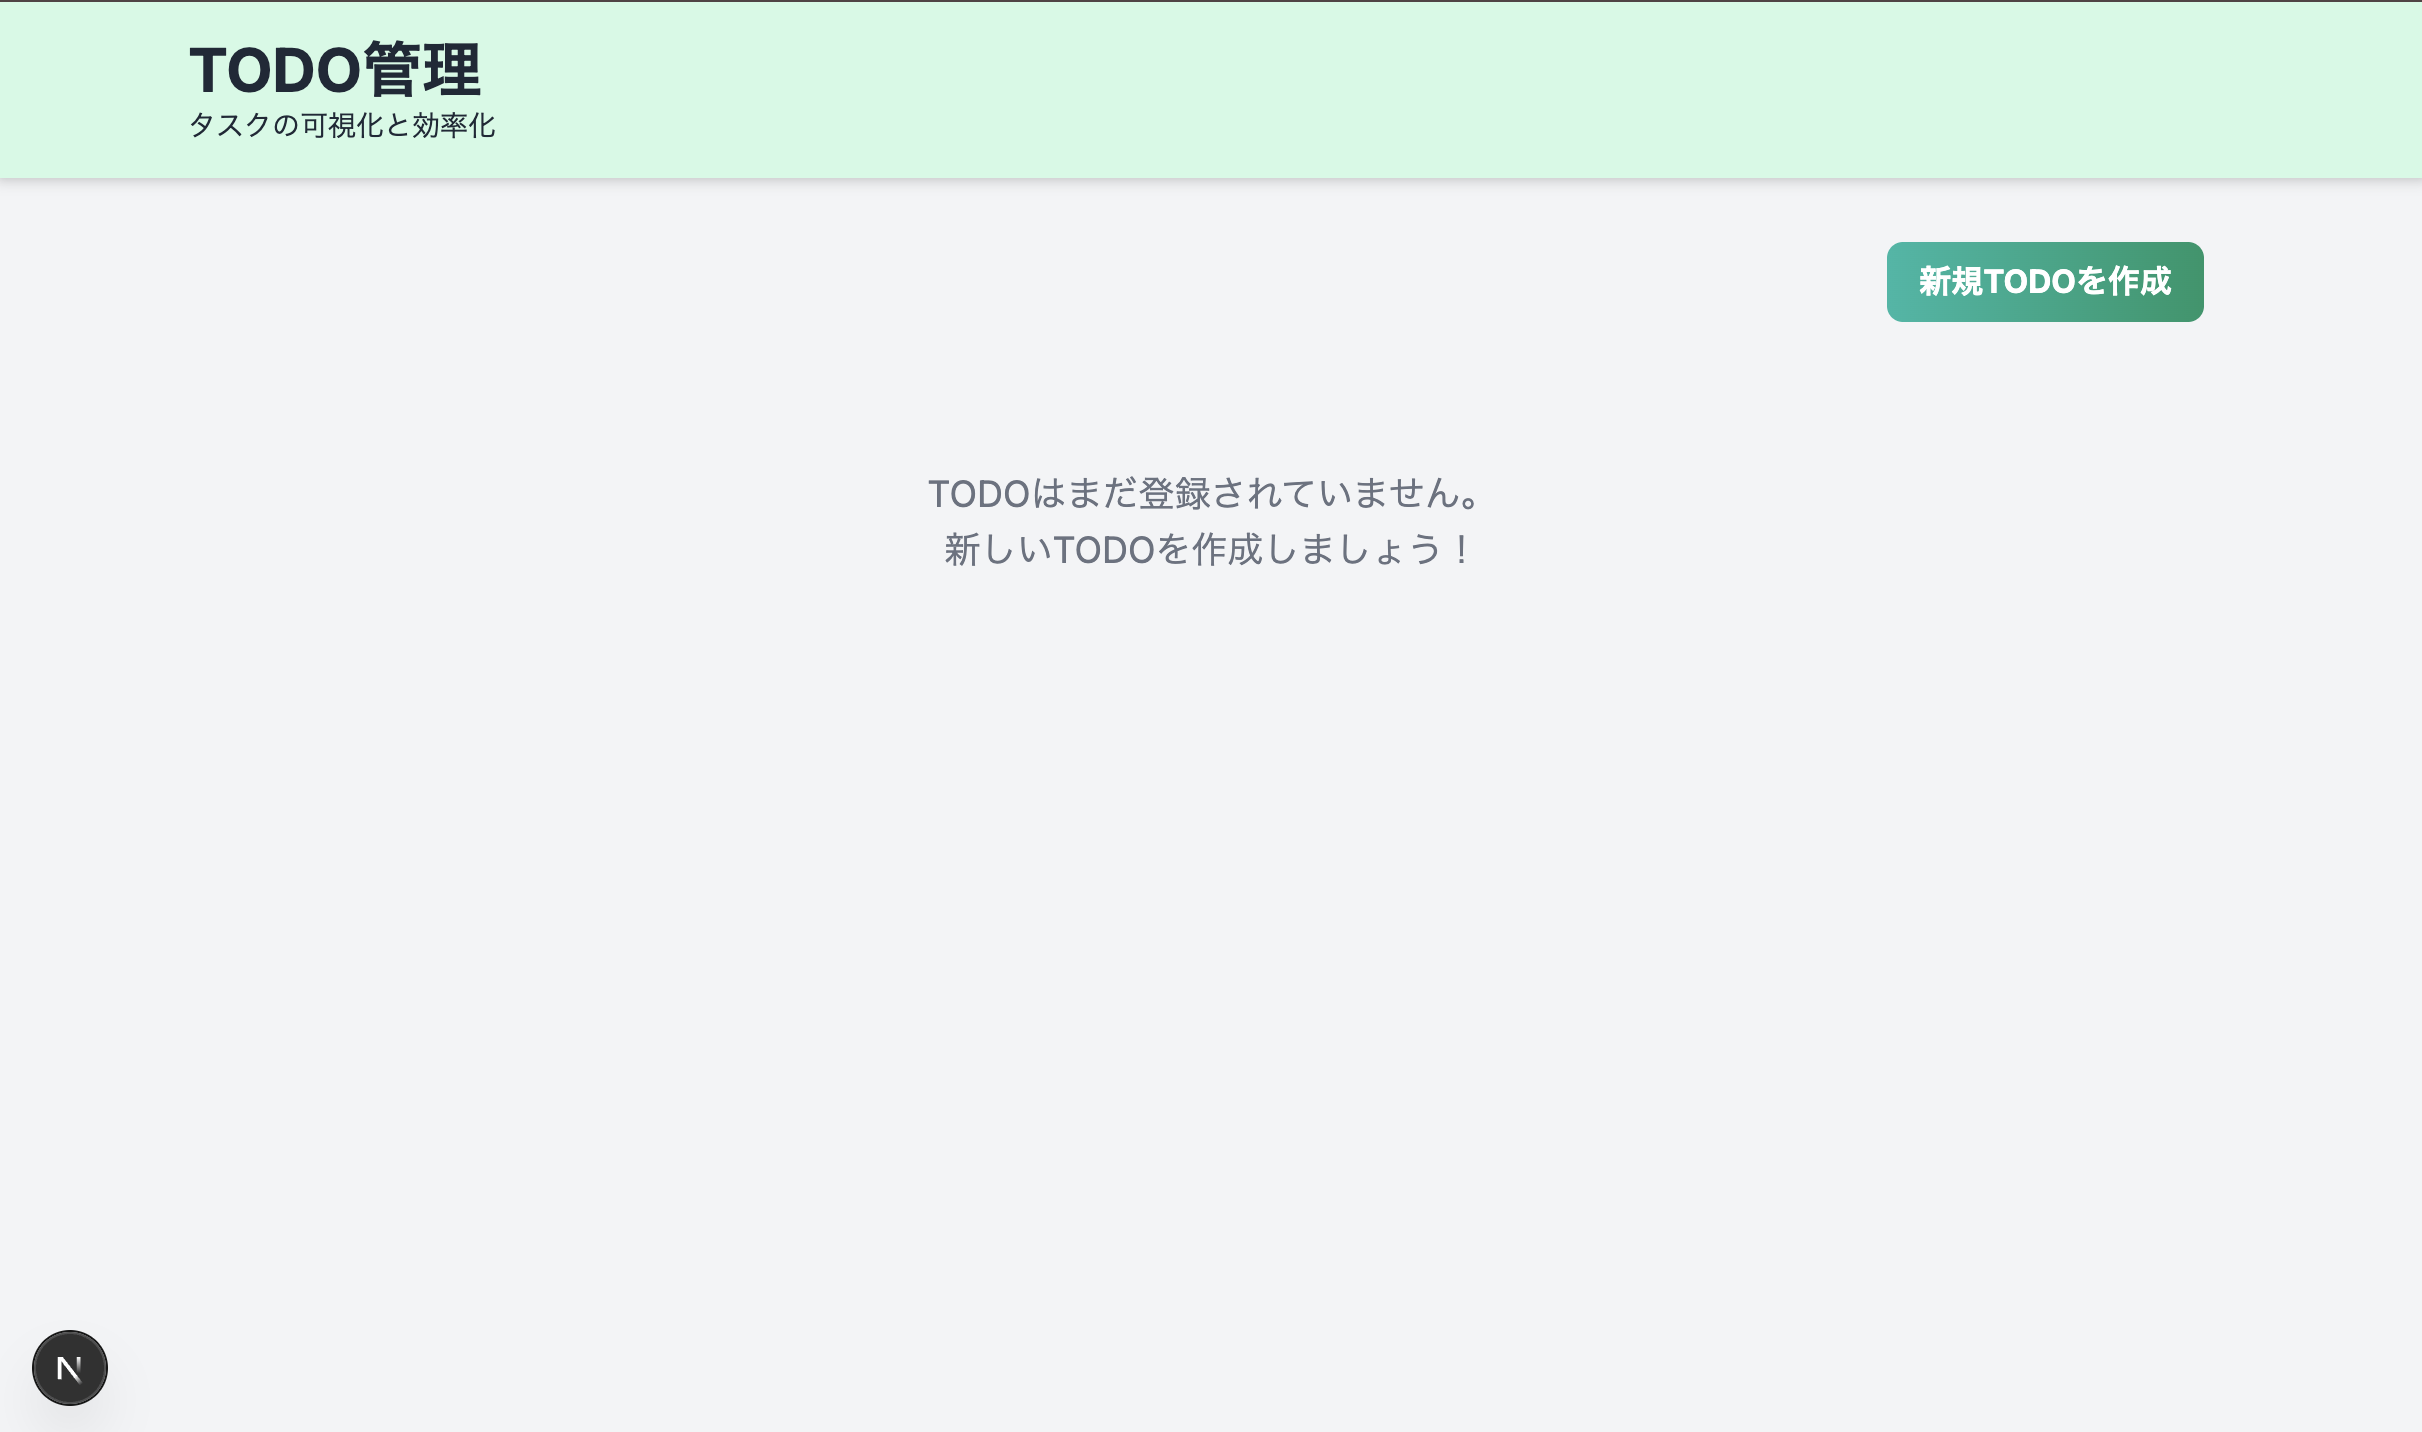 TODO管理
タスクの可視化と効率化
新規TODOを作成
TODOはまだ登録されていません。
新しいTODOを作成しましょう！
N